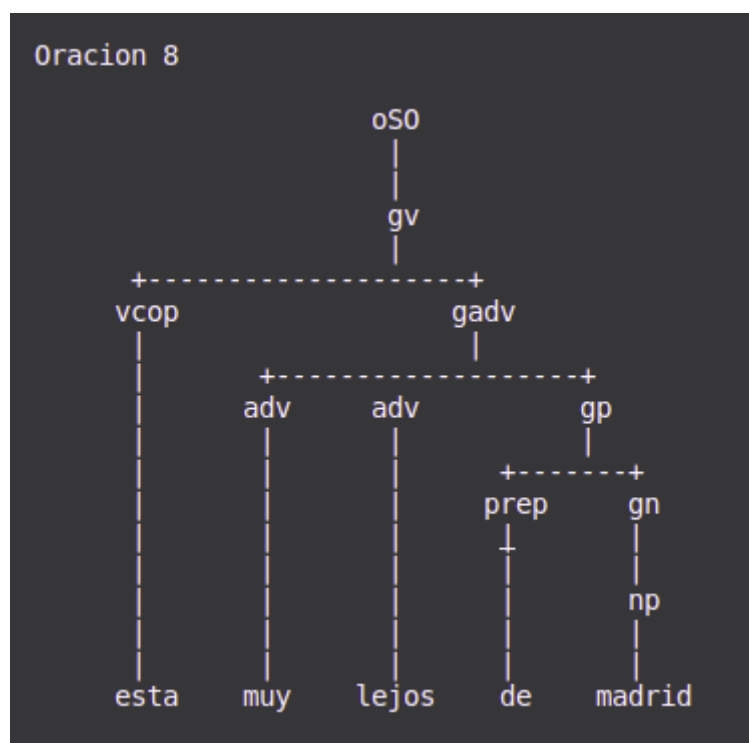 Oracion 8
oSO
gv
vcop gadv
adv adv gp
prep gn
np
esta muy lejos de madrid